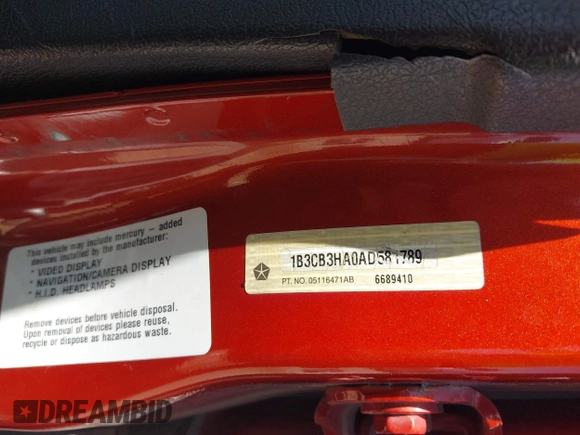 This vehicle may include mercury – added
devices installed by the manufacturer:
* VIDEO DISPLAY
* NAVIGATION/CAMERA DISPLAY
* H.I.D. HEADLAMPS
Remove devices before vehicle disposal.
Upon removal of devices please reuse,
recycle or dispose as hazardous waste.
1B3CB3HA0AD581789
PT. NO. 05116471AB 6689410
DREAMBID